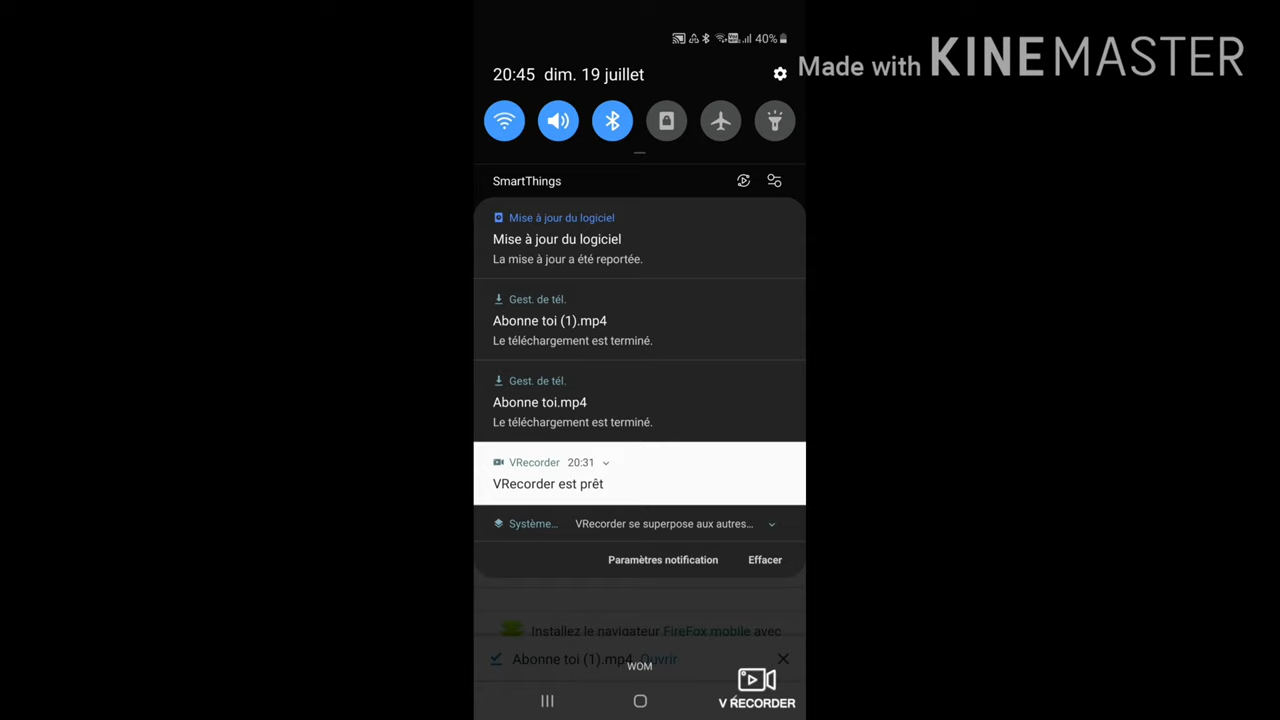 40%
Made with KINEMASTER
20:45 dim. 19 juillet
SmartThings
Mise à jour du logiciel
Mise à jour du logiciel
La mise à jour a été reportée.
Gest. de tél.
Abonne toi (1).mp4
Le téléchargement est terminé.
Gest. de tél.
Abonne toi.mp4
Le téléchargement est terminé.
VRecorder 20:31
VRecorder est prêt
Système... VRecorder se superpose aux autres...
Paramètres notification Effacer
Installez le navigateur FireFox mobile avec
Abonne toi (1).mp4 Ouvrir
WOM
V RECORDER